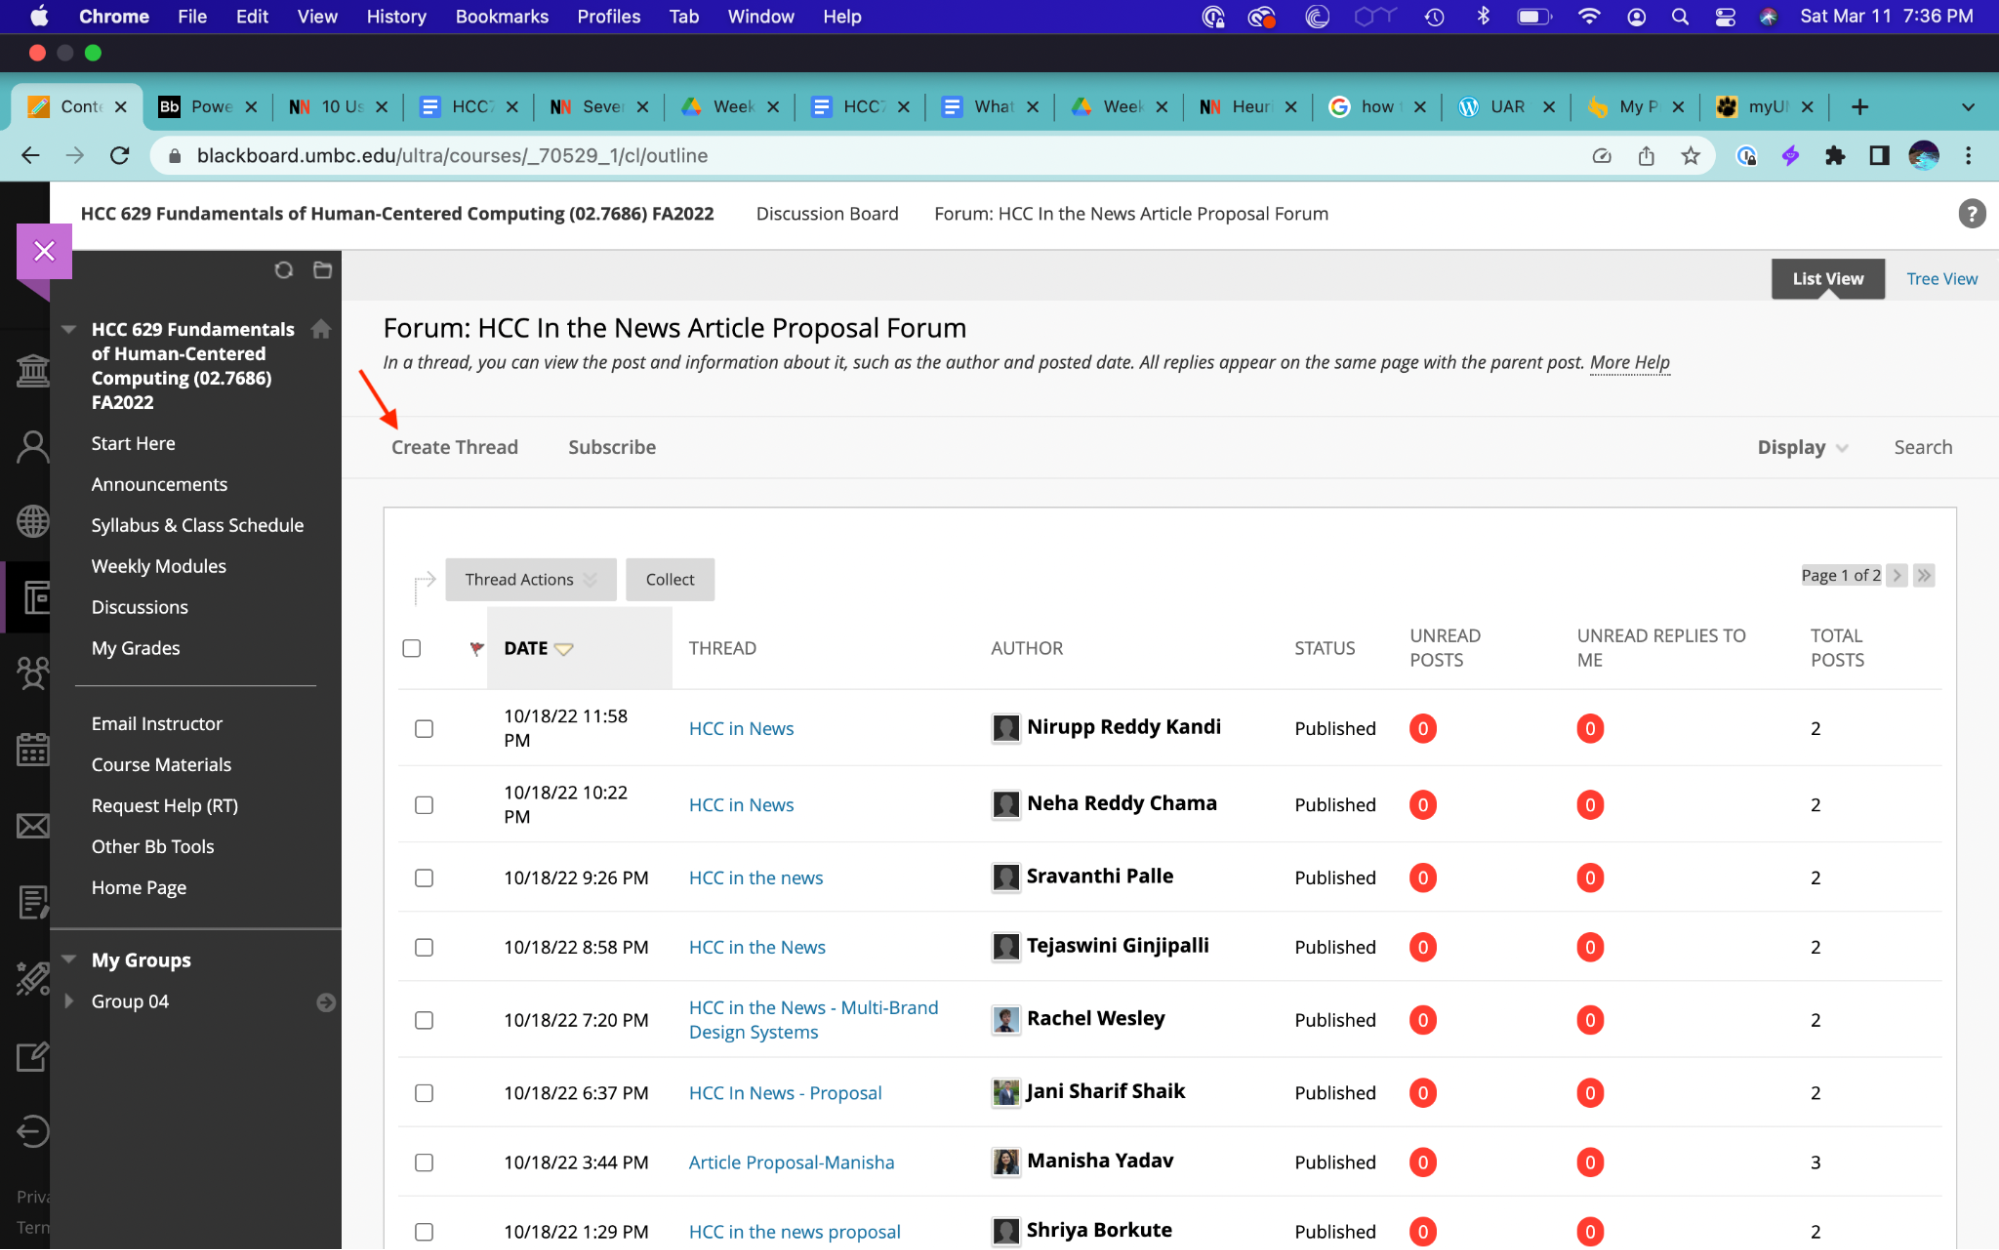 Chrome File Edit View History Bookmarks Profiles Tab Window Help Sat Mar 11 7:36 PM
Conte Bb Powe NN 10 Us HCC7 NN Sever Week HCC7 What Week NN Heuri how t UAR My P myU
blackboard.umbc.edu/ultra/courses/_70529_1/cl/outline
HCC 629 Fundamentals of Human-Centered Computing (02.7686) FA2022 Discussion Board Forum: HCC In the News Article Proposal Forum ?
List View Tree View
HCC 629 Fundamentals
of Human-Centered
Computing (02.7686)
FA2022
Start Here
Announcements
Syllabus & Class Schedule
Weekly Modules
Discussions
My Grades
Email Instructor
Course Materials
Request Help (RT)
Other Bb Tools
Home Page
My Groups
Group 04
Priva
Term
Forum: HCC In the News Article Proposal Forum
In a thread, you can view the post and information about it, such as the author and posted date. All replies appear on the same page with the parent post. More Help
Create Thread Subscribe Display Search
Thread Actions Collect Page 1 of 2
DATE THREAD AUTHOR STATUS UNREAD POSTS UNREAD REPLIES TO ME TOTAL POSTS
10/18/22 11:58 PM HCC in News Nirupp Reddy Kandi Published 0 0 2
10/18/22 10:22 PM HCC in News Neha Reddy Chama Published 0 0 2
10/18/22 9:26 PM HCC in the news Sravanthi Palle Published 0 0 2
10/18/22 8:58 PM HCC in the News Tejaswini Ginjipalli Published 0 0 2
10/18/22 7:20 PM HCC in the News - Multi-Brand Design Systems Rachel Wesley Published 0 0 2
10/18/22 6:37 PM HCC In News - Proposal Jani Sharif Shaik Published 0 0 2
10/18/22 3:44 PM Article Proposal-Manisha Manisha Yadav Published 0 0 3
10/18/22 1:29 PM HCC in the news proposal Shriya Borkute Published 0 0 2